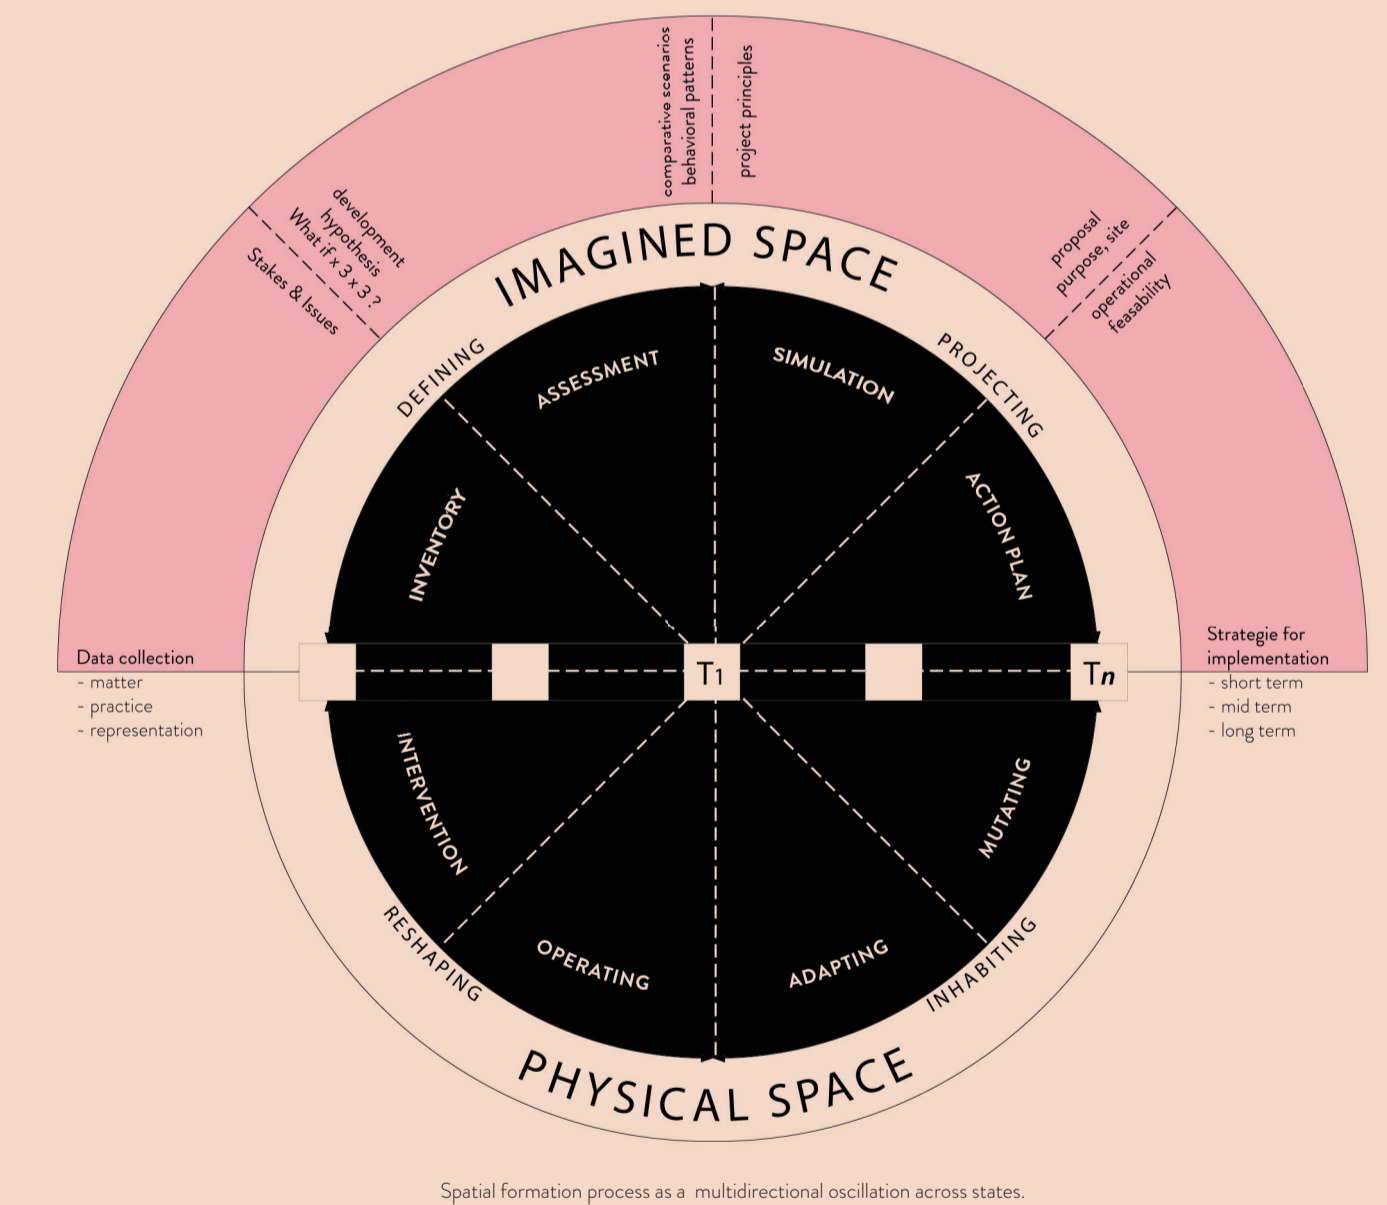 comparative scenarios
behavioral patterns
project principles
development
hypothesis
What if x 3 x 3 ?
Stakes & Issues
proposal
purpose, site
operational
feasability
IMAGINED SPACE
DEFINING
PROJECTING
ASSESSMENT
SIMULATION
INVENTORY
ACTION PLAN
Data collection
- matter
- practice
- representation
T1
Tn
Strategie for
implementation
- short term
- mid term
- long term
INTERVENTION
MUTATING
OPERATING
ADAPTING
RESHAPING
INHABITING
PHYSICAL SPACE
Spatial formation process as a multidirectional oscillation across states.